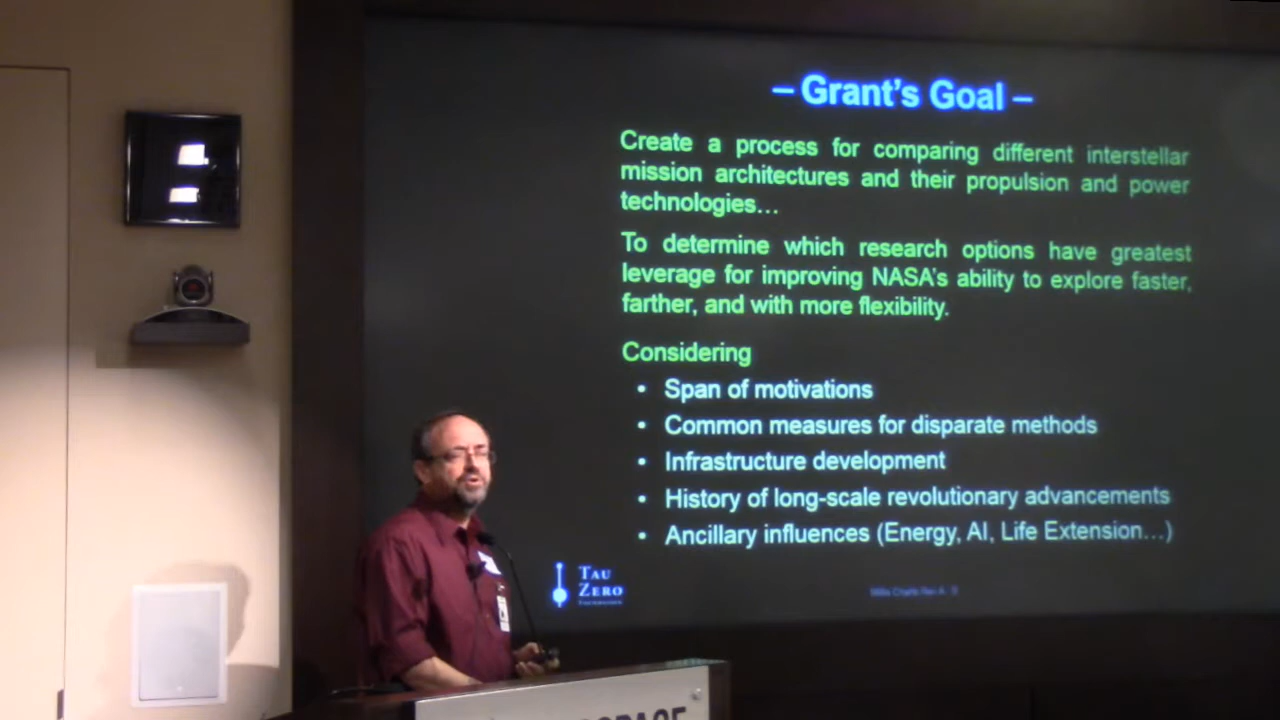 – Grant's Goal –
Create a process for comparing different interstellar
mission architectures and their propulsion and power
technologies…
To determine which research options have greatest
leverage for improving NASA's ability to explore faster,
farther, and with more flexibility.
Considering
• Span of motivations
• Common measures for disparate methods
• Infrastructure development
• History of long-scale revolutionary advancements
• Ancillary influences (Energy, AI, Life Extension…)
TAU
ZERO